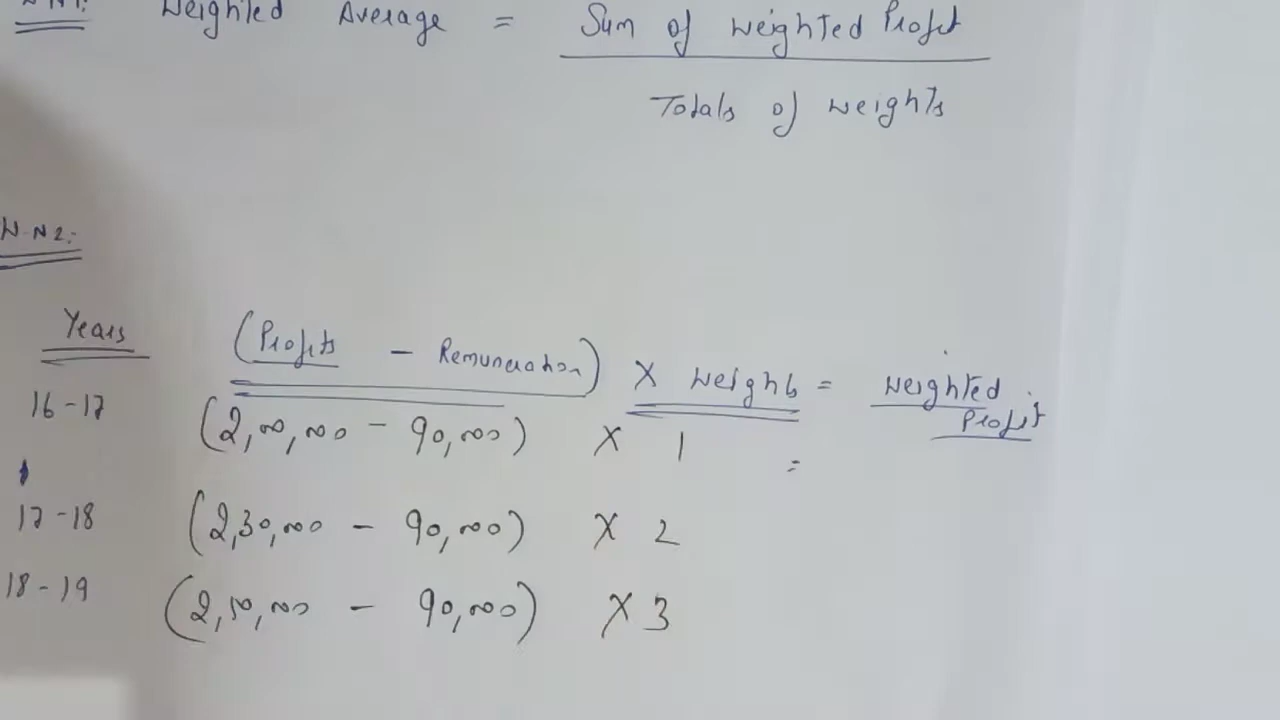 Weighted Average = Sum of Weighted Profit
Totals of weights
W.N2:-
Years (Profits - Remuneration) X Weights = Weighted Profit
16-17 (2,00,000 - 90,000) X 1 =
17-18 (2,30,000 - 90,000) X 2
18-19 (2,50,000 - 90,000) X 3